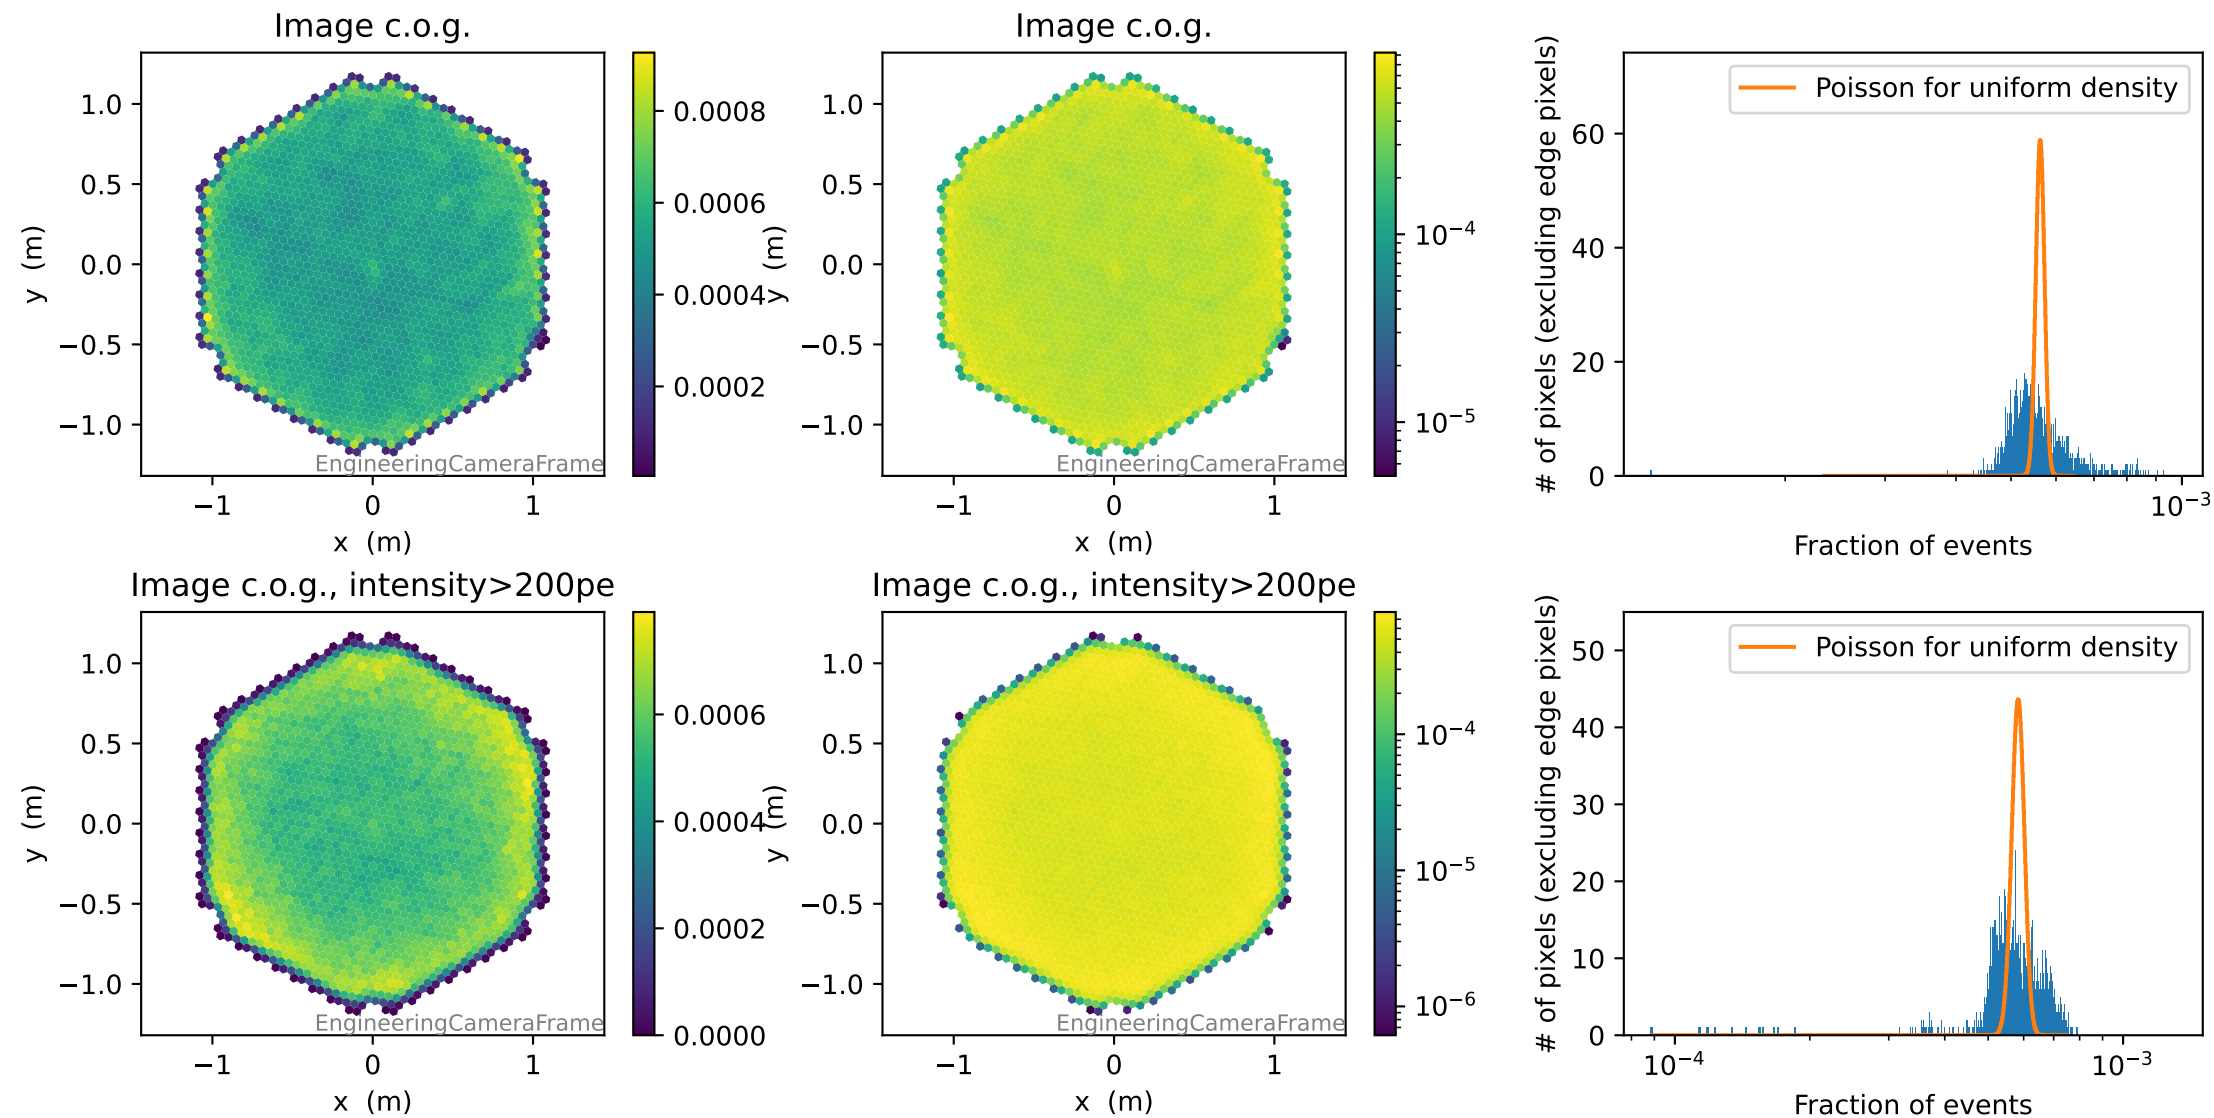 Image c.o.g.
1.0
0.5
0.0
−0.5
−1.0
y (m)
−1
0
1
x (m)
EngineeringCameraFrame
0.0008
0.0006
0.0004
0.0002
Image c.o.g.
1.0
0.5
0.0
−0.5
−1.0
y (m)
−1
0
1
x (m)
EngineeringCameraFrame
10⁻⁴
10⁻⁵
# of pixels (excluding edge pixels)
60
40
20
0
Poisson for uniform density
10⁻³
Fraction of events
Image c.o.g., intensity>200pe
1.0
0.5
0.0
−0.5
−1.0
y (m)
−1
0
1
x (m)
EngineeringCameraFrame
0.0006
0.0004
0.0002
0.0000
Image c.o.g., intensity>200pe
1.0
0.5
0.0
−0.5
−1.0
y (m)
−1
0
1
x (m)
EngineeringCameraFrame
10⁻⁴
10⁻⁵
10⁻⁶
# of pixels (excluding edge pixels)
50
40
30
20
10
0
Poisson for uniform density
10⁻⁴
10⁻³
Fraction of events